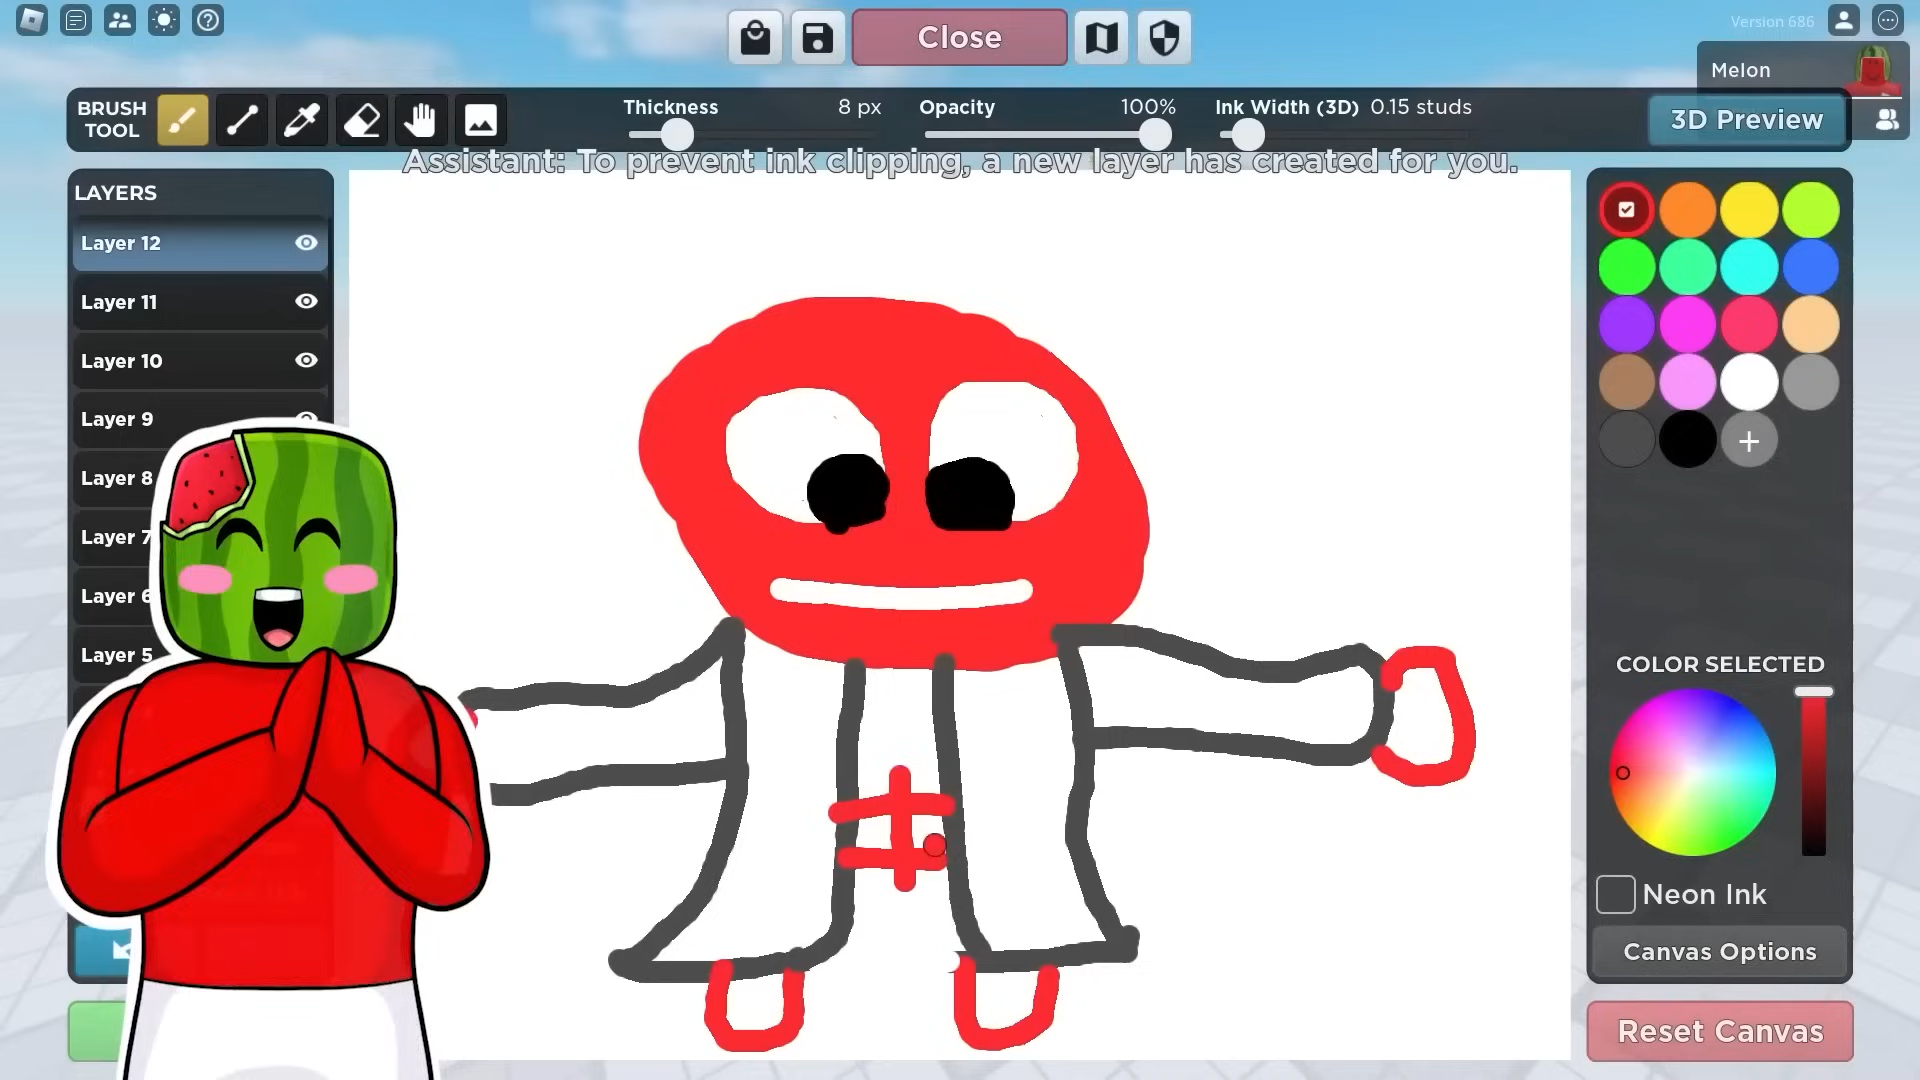 Version 686
Close
Melon
BRUSH
TOOL
Thickness
8 px
Opacity
100%
Ink Width (3D)
0.15 studs
3D Preview
Assistant: To prevent ink clipping, a new layer has created for you.
LAYERS
Layer 12
Layer 11
Layer 10
Layer 9
Layer 8
Layer 7
Layer 6
Layer 5
COLOR SELECTED
Neon Ink
Canvas Options
Reset Canvas